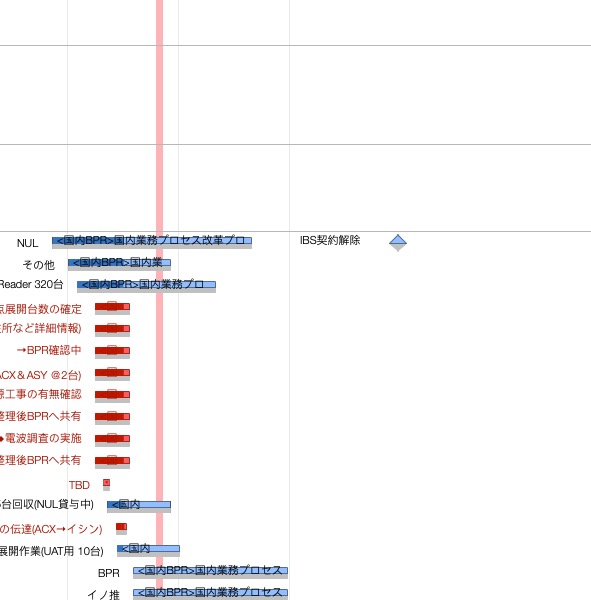 NUL <国内BPR>国内業務プロセス改革プロ IBS契約解除
その他 <国内BPR>国内業
Reader 320台 <国内BPR>国内業務プロ
点展開台数の確定
所など詳細情報)
→BPR確認中
ACX＆ASY @2台)
工事の有無確認
整理後BPRへ共有
電波調査の実施
整理後BPRへ共有
TBD
台回収(NUL貸与中) <国内
の伝達(ACX→イシン)
展開作業(UAT用 10台) <国内
BPR <国内BPR>国内業務プロセス
イノ推 <国内BPR>国内業務プロセス